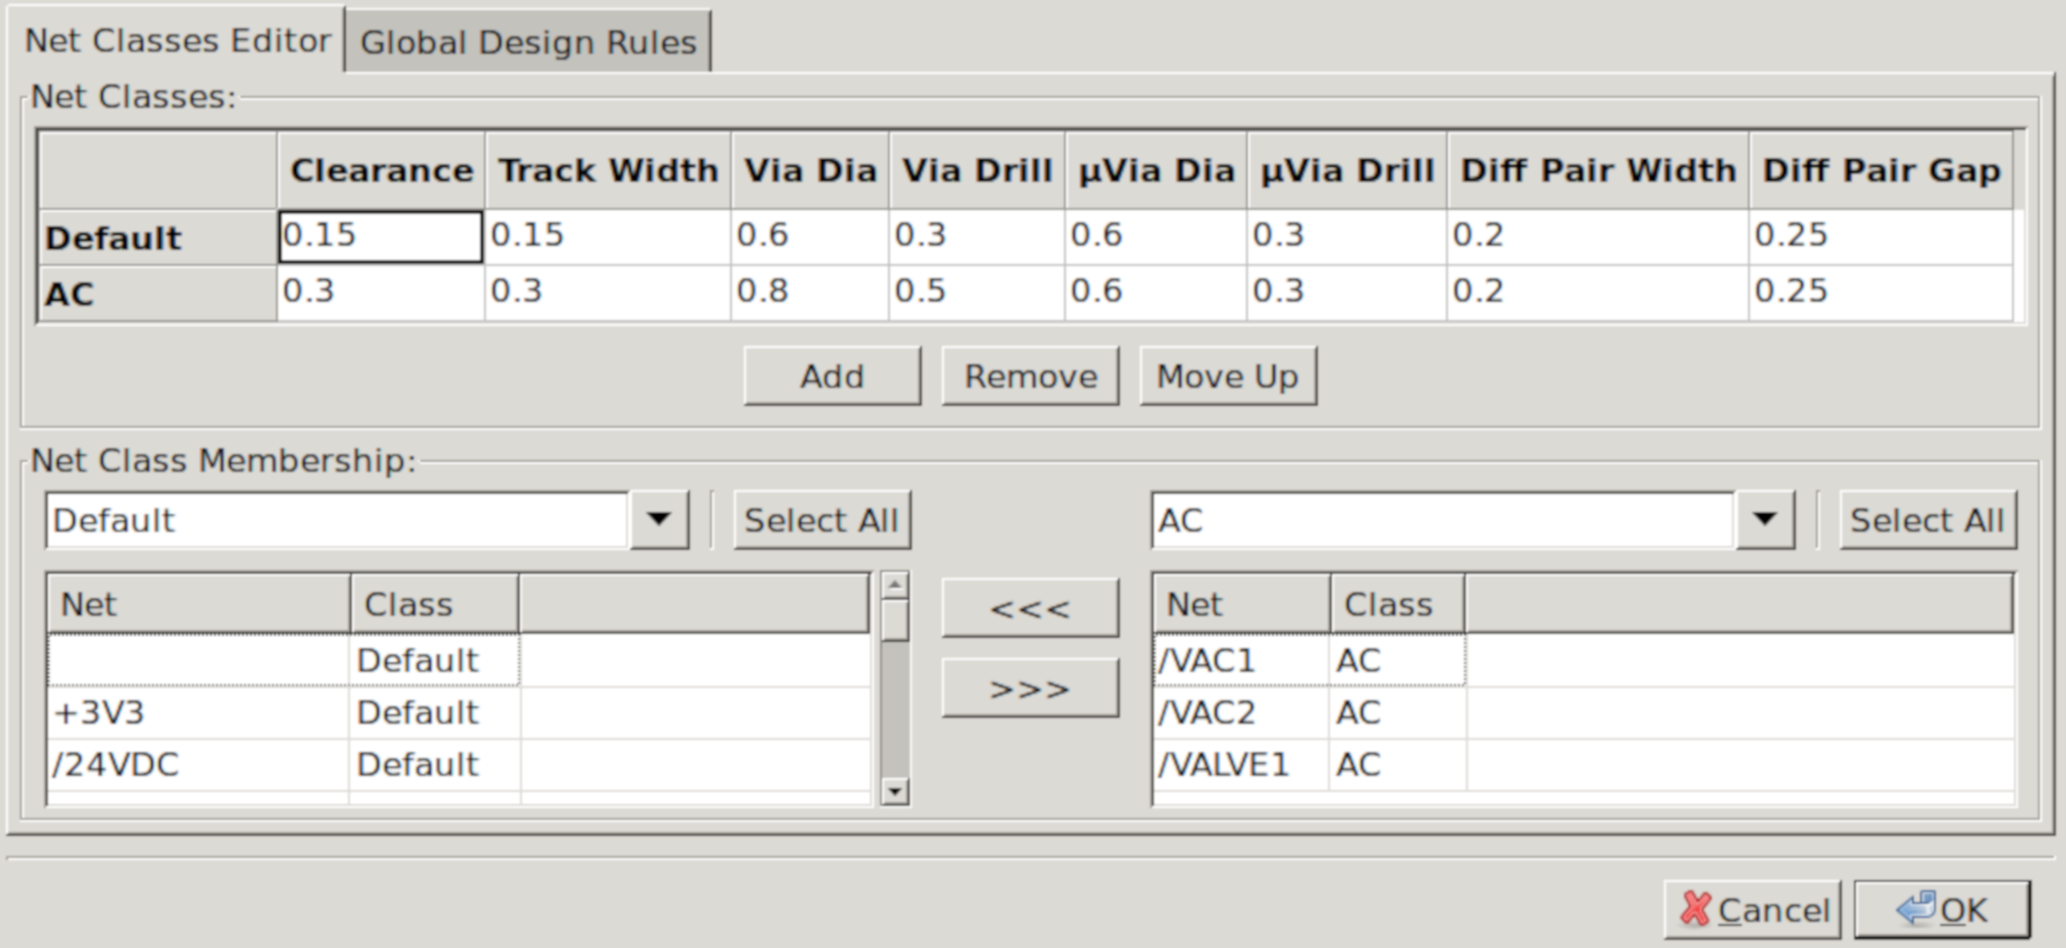 Net Classes Editor Global Design Rules
Net Classes:
Clearance Track Width Via Dia Via Drill µVia Dia µVia Drill Diff Pair Width Diff Pair Gap
Default 0.15 0.15 0.6 0.3 0.6 0.3 0.2 0.25
AC 0.3 0.3 0.8 0.5 0.6 0.3 0.2 0.25
Add Remove Move Up
Net Class Membership:
Default Select All AC Select All
Net Class <<< Net Class
Default /VAC1 AC
+3V3 Default >>> /VAC2 AC
/24VDC Default /VALVE1 AC
Cancel OK